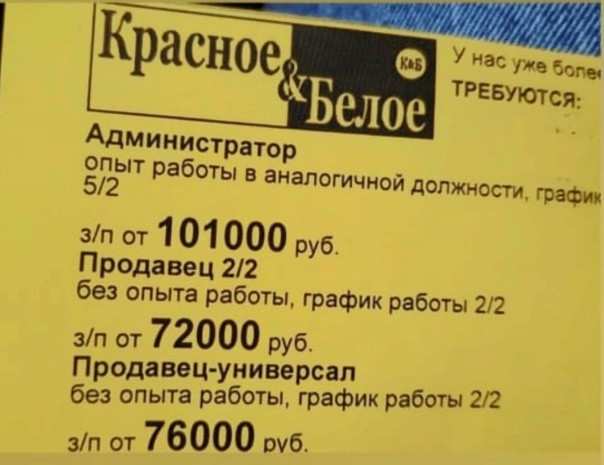 Красное
&
Белое
К&Б
У нас уже более
ТРЕБУЮТСЯ:
Администратор
опыт работы в аналогичной должности, график
5/2
з/п от 101000 руб.
Продавец 2/2
без опыта работы, график работы 2/2
з/п от 72000 руб.
Продавец-универсал
без опыта работы, график работы 2/2
з/п от 76000 руб.